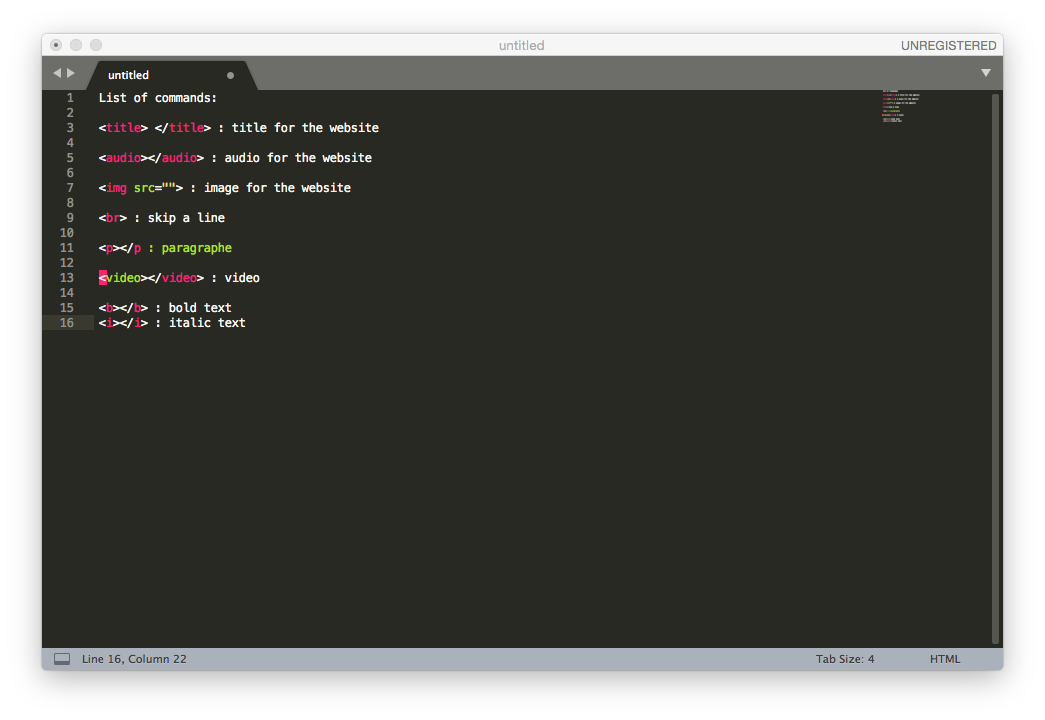 untitled
UNREGISTERED
untitled
1 List of commands:
2
3 <title> </title> : title for the website
4
5 <audio></audio> : audio for the website
6
7 <img src=""> : image for the website
8
9 <br> : skip a line
10
11 <p></p : paragraphe
12
13 <video></video> : video
14
15 <b></b> : bold text
16 <i></i> : italic text
Line 16, Column 22
Tab Size: 4
HTML